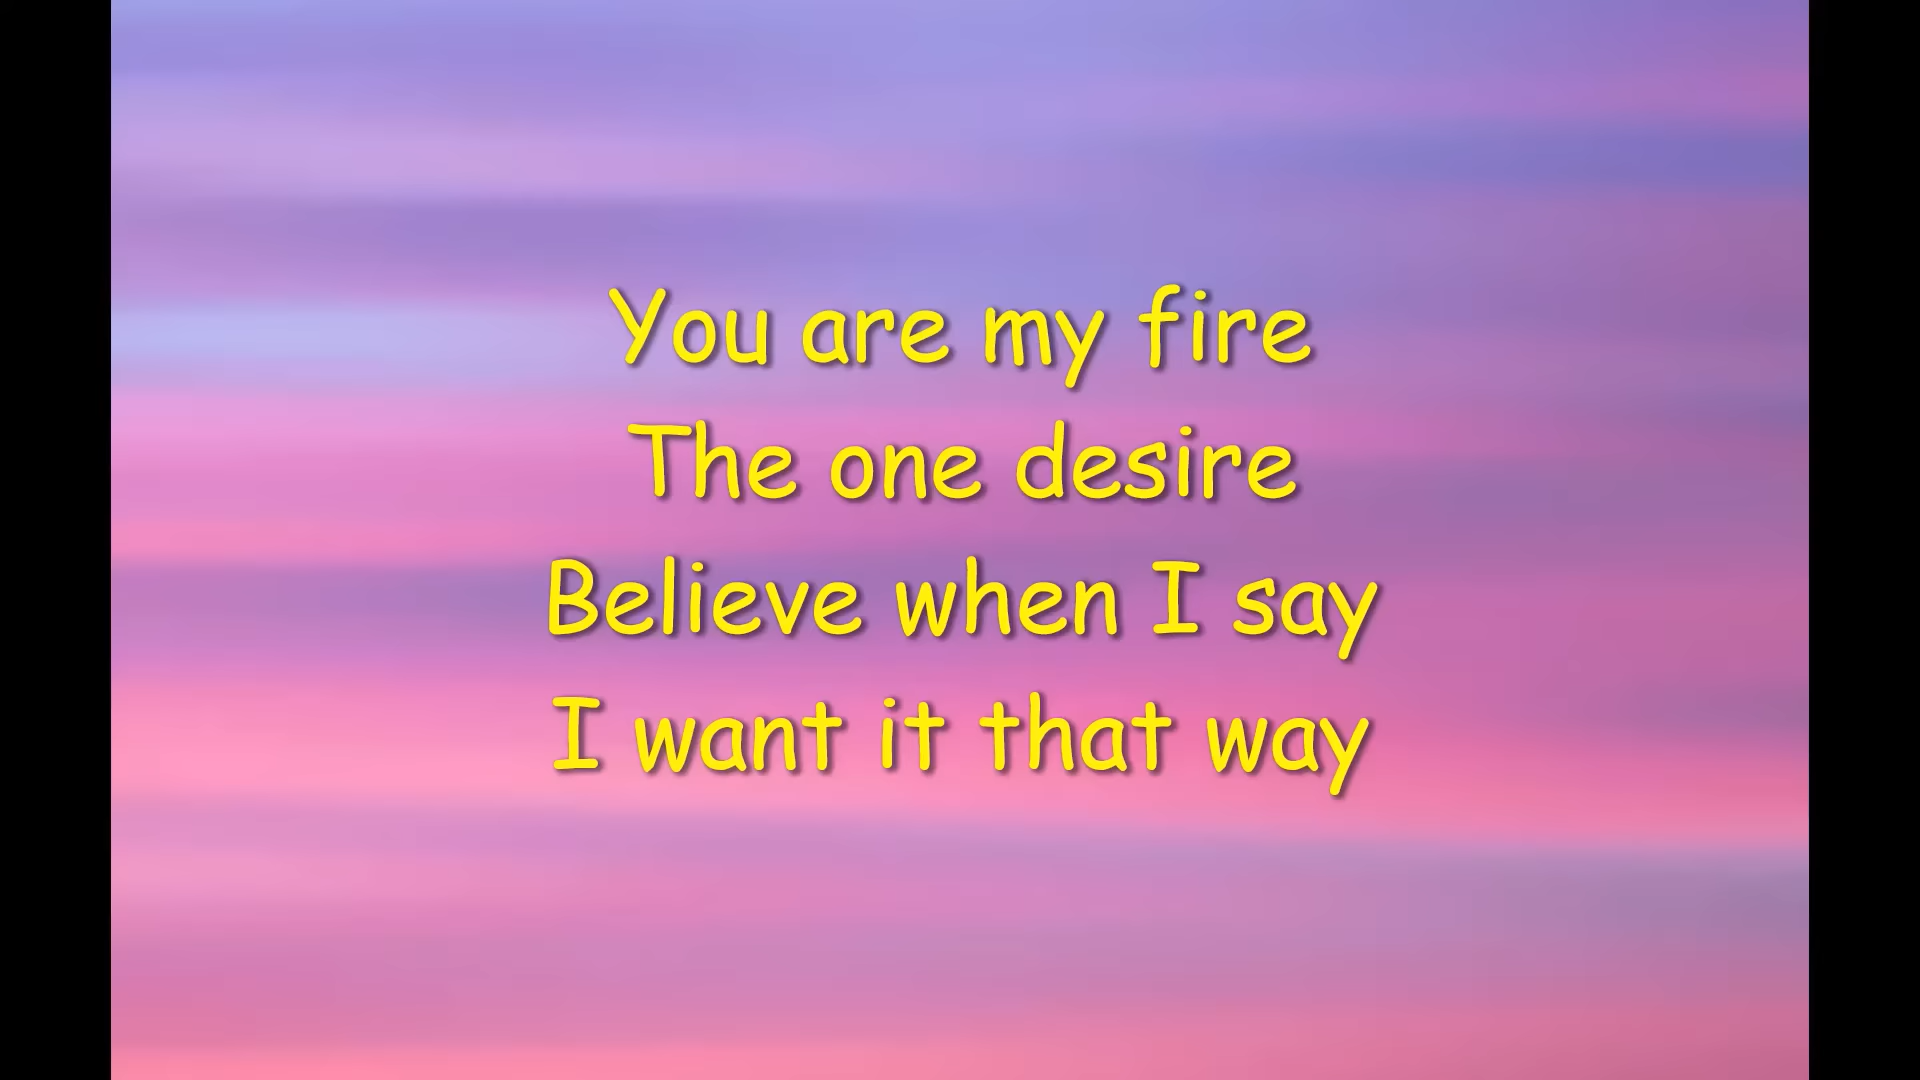 You are my fire
The one desire
Believe when I say
I want it that way